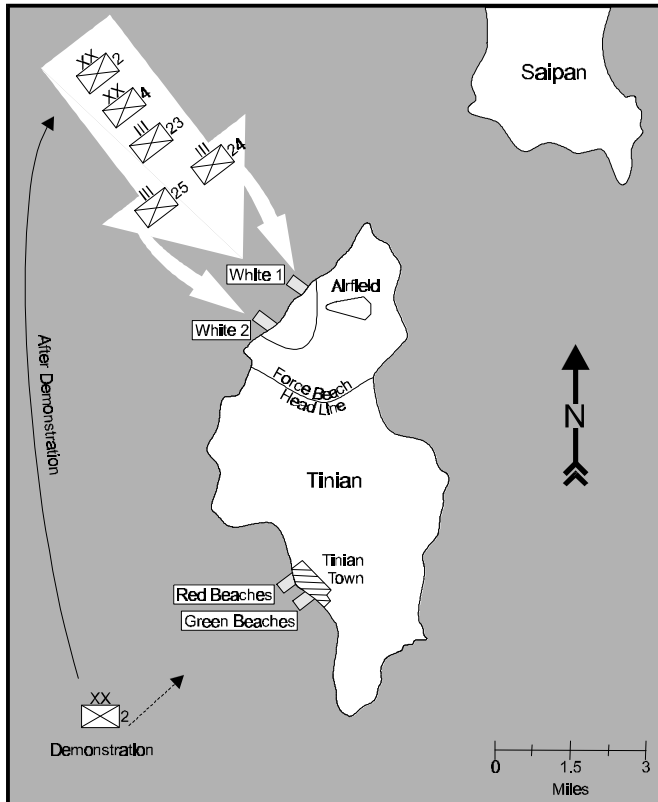 Saipan
XX
2
XX
4
III
23
III
24
III
25
White 1
Airfield
White 2
After Demonstration
Force Beach
Head Line
N
Tinian
Tinian
Town
Red Beaches
Green Beaches
XX
2
Demonstration
0 1.5 3
Miles